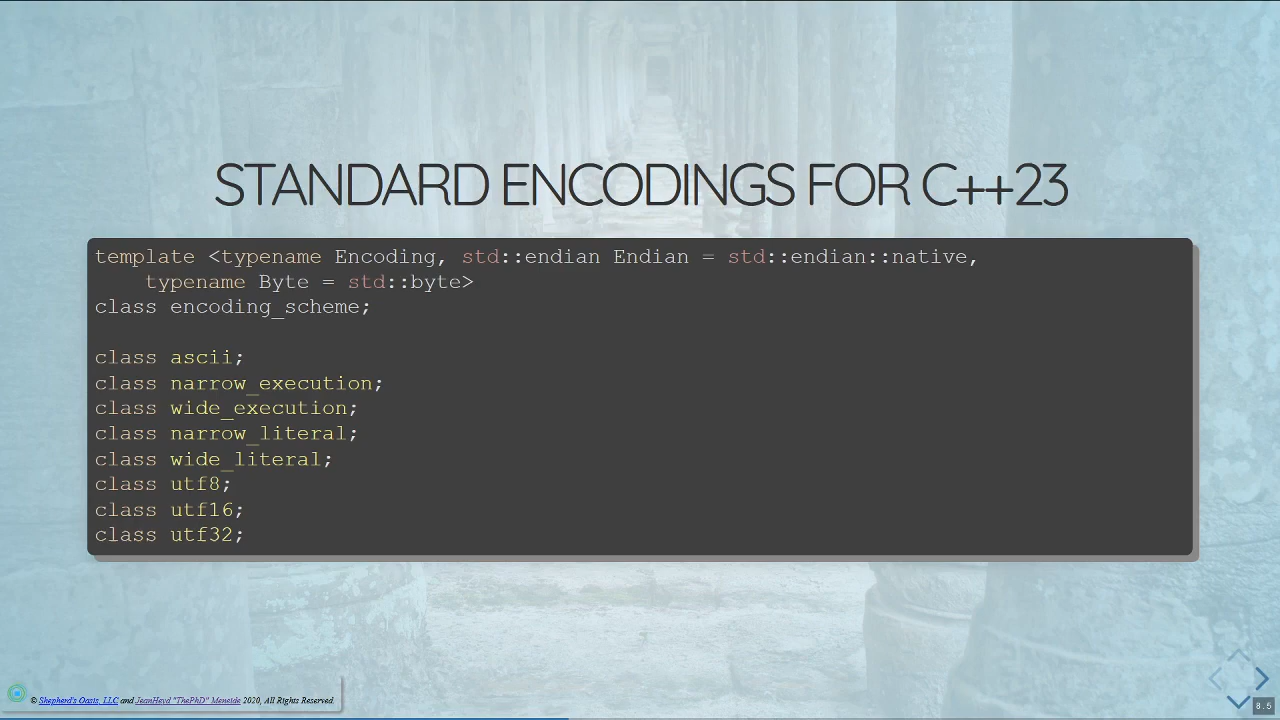 STANDARD ENCODINGS FOR C++23
template <typename Encoding, std::endian Endian = std::endian::native,
    typename Byte = std::byte>
class encoding_scheme;

class ascii;
class narrow_execution;
class wide_execution;
class narrow_literal;
class wide_literal;
class utf8;
class utf16;
class utf32;
© Shepherd's Oasis, LLC and JeanHeyd "ThePhD" Meneide 2020, All Rights Reserved.
8.5